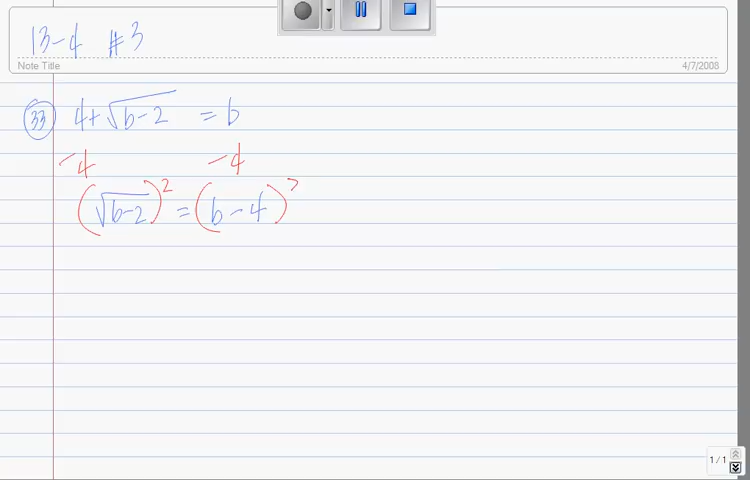 13-4 #3
Note Title 4/7/2008
33 4+√b-2 = b
-4 -4
(√b-2)² = (b-4)²
1/1